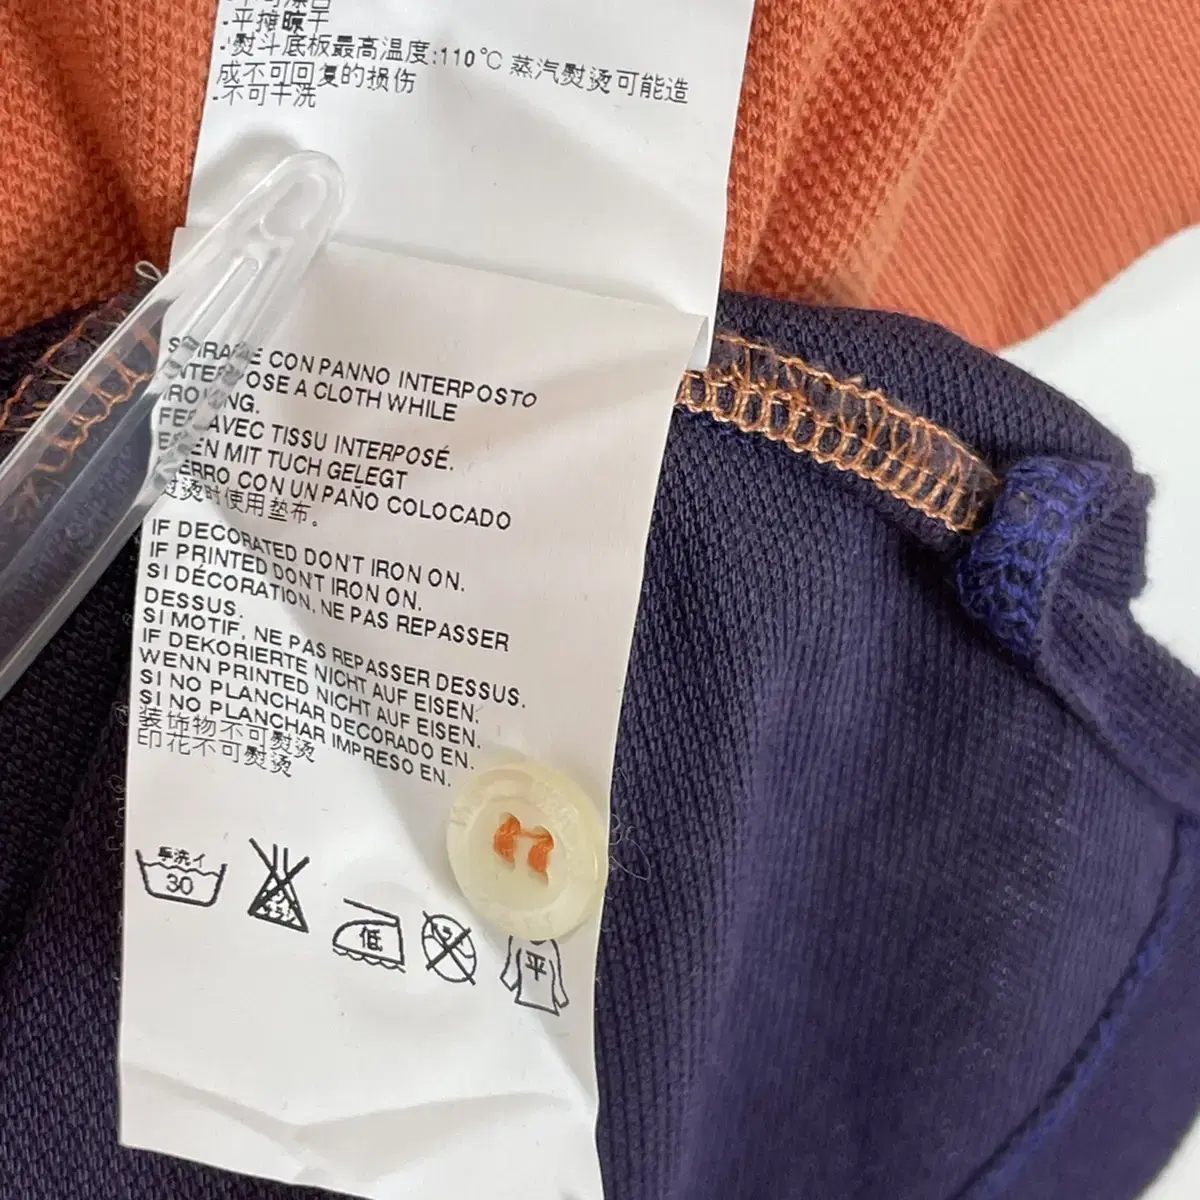 -平摊晾干
-熨斗底板最高温度:110℃ 蒸汽熨烫可能造
成不可回复的损伤
-不可干洗
CON PANNO INTERPOSTO
A CLOTH WHILE
AVEC TISSU INTERPOSÉ.
MIT TUCH GELEGT
CON UN PAÑO COLOCADO
熨烫时使用垫布。
IF DECORATED DON'T IRON ON.
IF PRINTED DON'T IRON ON.
SI DÉCORATION, NE PAS REPASSER
DESSUS.
SI MOTIF, NE PAS REPASSER DESSUS.
IF DEKORIERTE NICHT AUF EISEN.
WENN PRINTED NICHT AUF EISEN.
SI NO PLANCHAR DECORADO EN.
SI NO PLANCHAR IMPRESO EN.
装饰物不可熨烫
印花不可熨烫
手洗イ
30
低
平